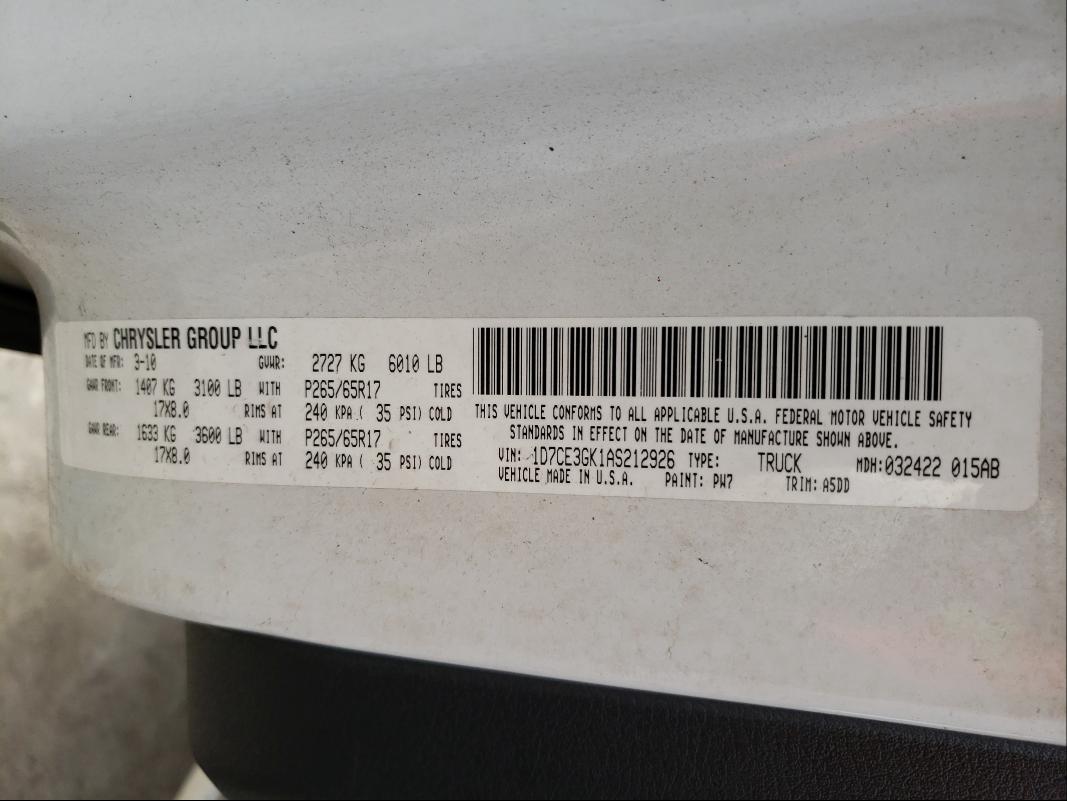 MFD BY CHRYSLER GROUP LLC
DATE OF MFR: 3-10 GVWR: 2727 KG 6010 LB
GAWR FRONT: 1407 KG 3100 LB WITH P265/65R17 TIRES
17X8.0 RIMS AT 240 KPA ( 35 PSI) COLD
GAWR REAR: 1633 KG 3600 LB WITH P265/65R17 TIRES
17X8.0 RIMS AT 240 KPA ( 35 PSI) COLD
THIS VEHICLE CONFORMS TO ALL APPLICABLE U.S.A. FEDERAL MOTOR VEHICLE SAFETY
STANDARDS IN EFFECT ON THE DATE OF MANUFACTURE SHOWN ABOVE.
VIN: 1D7CE3GK1AS212926 TYPE: TRUCK MDH:032422 015AB
VEHICLE MADE IN U.S.A. PAINT: PW7 TRIM: A5DD